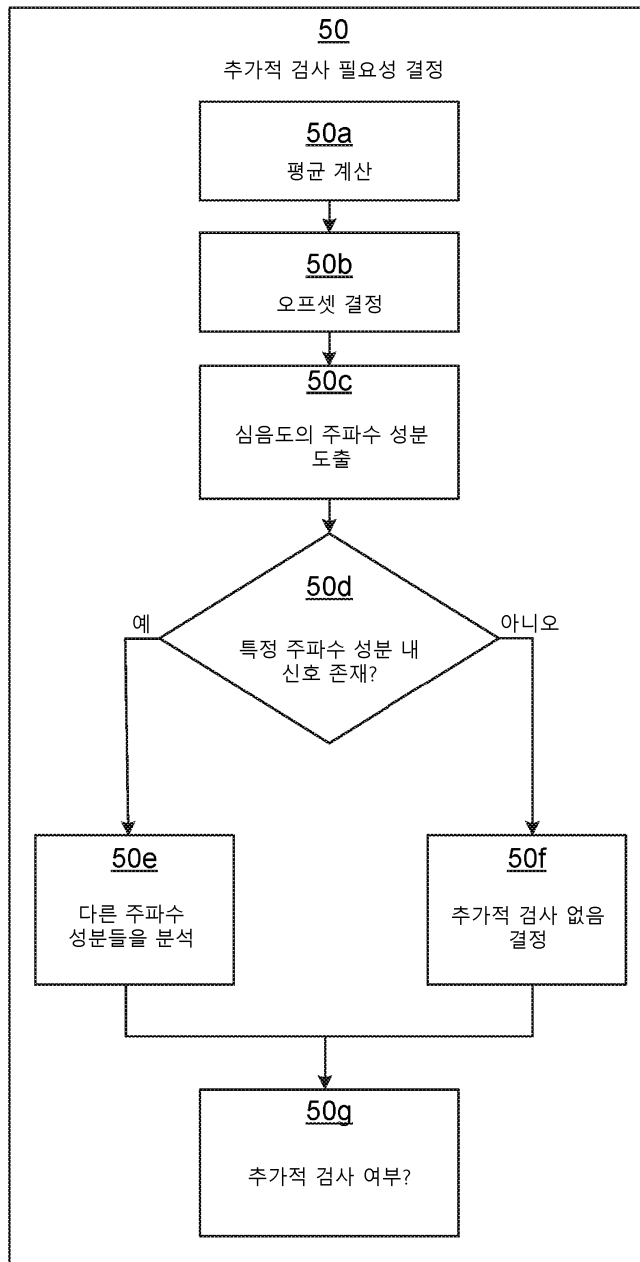 50
추가적 검사 필요성 결정
50a
평균 계산
50b
오프셋 결정
50c
심음도의 주파수 성분
도출
50d
예
아니오
특정 주파수 성분 내
신호 존재?
50e
다른 주파수
성분들을 분석
50f
추가적 검사 없음
결정
50g
추가적 검사 여부?